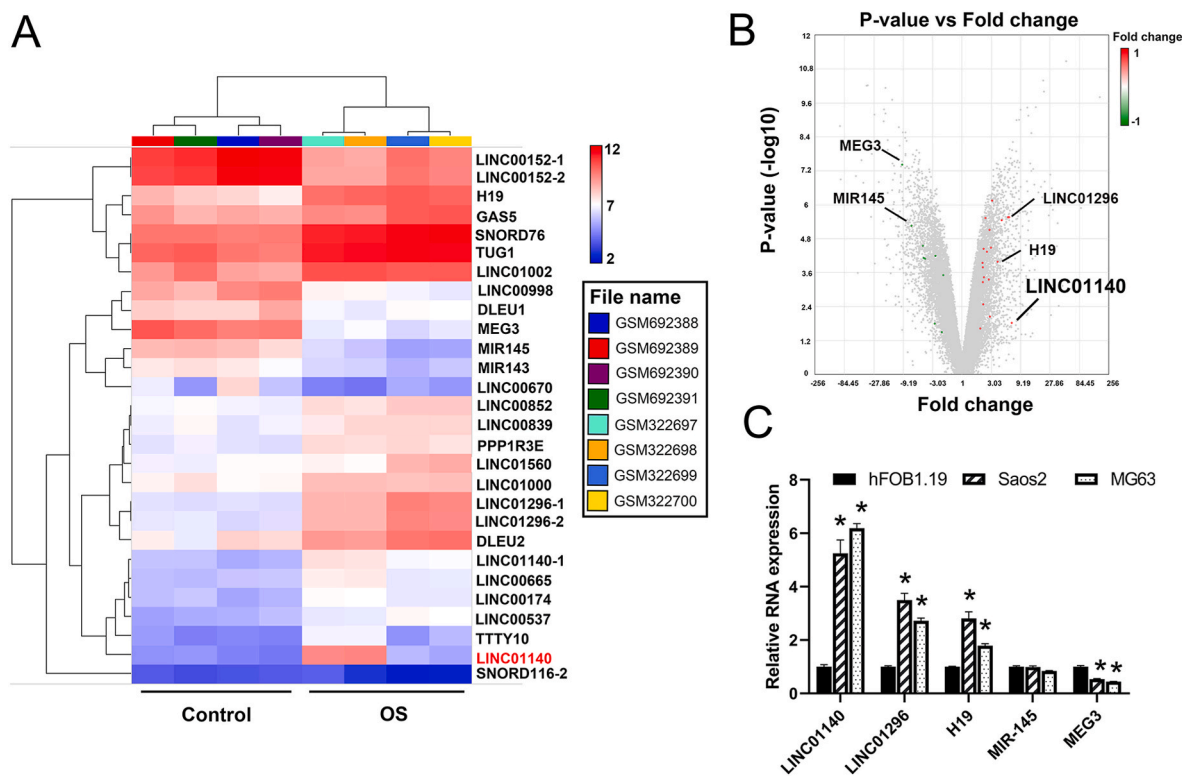 A
LINC00152-1
LINC00152-2
H19
GAS5
SNORD76
TUG1
LINC01002
LINC00998
DLEU1
MEG3
MIR145
MIR143
LINC00670
LINC00852
LINC00839
PPP1R3E
LINC01560
LINC01000
LINC01296-1
LINC01296-2
DLEU2
LINC01140-1
LINC00665
LINC00174
LINC00537
TTTY10
LINC01140
SNORD116-2
Control OS
12
7
2
File name
GSM692388
GSM692389
GSM692390
GSM692391
GSM322697
GSM322698
GSM322699
GSM322700
B
P-value vs Fold change
Fold change
1
-1
P-value (-log10)
12
10.8
9.6
8.4
7.2
6
4.8
3.6
2.4
1.2
0
MEG3
MIR145
LINC01296
H19
LINC01140
-256 -84.45 -27.86 -9.19 -3.03 1 3.03 9.19 27.86 84.45 256
Fold change
C
hFOB1.19 Saos2 MG63
Relative RNA expression
8
6
4
2
0
* *
* *
* *
* *
LINC01140 LINC01296 H19 MIR-145 MEG3